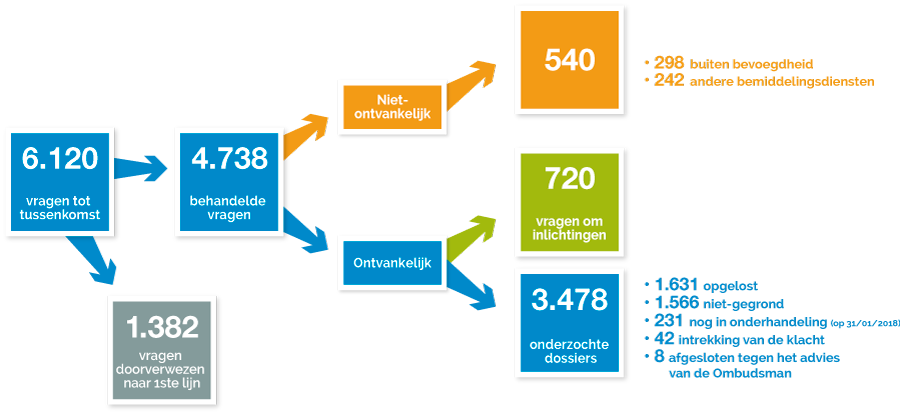 6.120
vragen tot
tussenkomst
1.382
vragen
doorverwezen
naar 1ste lijn
4.738
behandelde
vragen
Niet-
ontvankelijk
540
• 298 buiten bevoegdheid
• 242 andere bemiddelingsdiensten
Ontvankelijk
720
vragen om
inlichtingen
3.478
onderzochte
dossiers
• 1.631 opgelost
• 1.566 niet-gegrond
• 231 nog in onderhandeling (op 31/01/2018)
• 42 intrekking van de klacht
• 8 afgesloten tegen het advies
van de Ombudsman